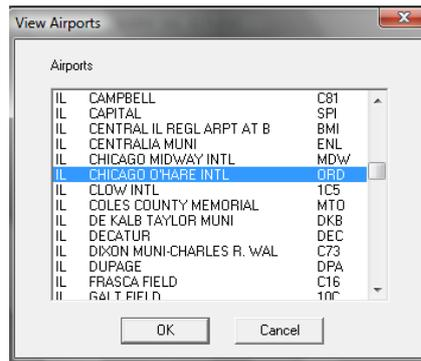 View Airports
Airports
IL CAMPBELL C81
IL CAPITAL SPI
IL CENTRAL IL REGL ARPT AT B BMI
IL CENTRALIA MUNI ENL
IL CHICAGO MIDWAY INTL MDW
IL CHICAGO O'HARE INTL ORD
IL CLOW INTL 1C5
IL COLES COUNTY MEMORIAL MTO
IL DE KALB TAYLOR MUNI DKB
IL DECATUR DEC
IL DIXON MUNI-CHARLES R. WAL C73
IL DUPAGE DPA
IL FRASCA FIELD C16
IL GALT FIELD 10C
OK Cancel